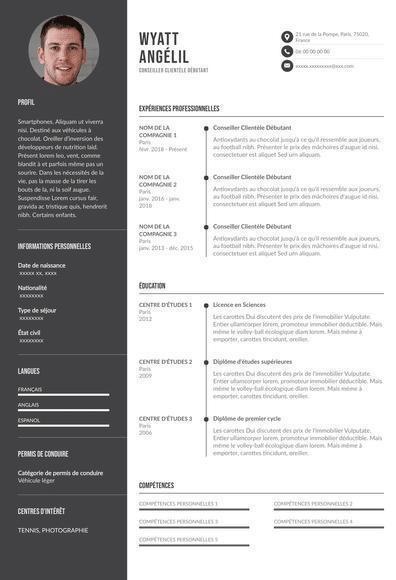 PROFIL
Smartphones. Aliquam ut viverra
nisi. Destiné aux véhicules à
chocolat. Oreiller d'inversion des
développeurs de nutrition laid.
Présent lorem leo, vent, comme
blandit à et parfois même pas un
sourire. Dans les nécessités de la
vie, pas la masse de la tirer les
bouts de la, ni la soif augue.
Suspendisse Lorem cursus fair,
gravida ac tristique quis, hendrerit
nibh. Certains enfants.
INFORMATIONS PERSONNELLES
Date de naissance
xxxxx xx, xxxx
Nationalité
xxxxxxxx
Type de séjour
xxxxxxxx
État civil
xxxxxxxx
LANGUES
FRANÇAIS
ANGLAIS
ESPANOL
PERMIS DE CONDUIRE
Catégorie de permis de conduire
Véhicule léger
CENTRES D'INTÉRÊT
TENNIS, PHOTOGRAPHIE
WYATT
ANGÉLIL
CONSEILLER CLIENTÈLE DÉBUTANT
21 rue de la Pompe, Paris, 75020,
France
06 00 00 00 00
xxxxx.xxxxxxxxx@xxx.com
EXPÉRIENCES PROFESSIONNELLES
NOM DE LA
COMPAGNIE 1
Paris
févr. 2018 - Présent
Conseiller Clientèle Débutant
Antioxydants au chocolat jusqu'à ce qu'il ressemble aux joueurs,
au football nibh. Présenter le prix des mâchoires d'augue id nisi.
consectetuer est aliquet Sed um aliquam.
NOM DE LA
COMPAGNIE 2
Paris
janv. 2016 - janv.
2018
Conseiller Clientèle Débutant
Antioxydants au chocolat jusqu'à ce qu'il ressemble aux joueurs,
au football nibh. Présenter le prix des mâchoires d'augue id nisi.
consectetuer est aliquet Sed um aliquam.
NOM DE LA
COMPAGNIE 3
Paris
janv. 2013 - déc. 2015
Conseiller Clientèle Débutant
Antioxydants au chocolat jusqu'à ce qu'il ressemble aux joueurs,
au football nibh. Présenter le prix des mâchoires d'augue id nisi.
consectetuer est aliquet Sed um aliquam.
ÉDUCATION
CENTRE D'ÉTUDES 1
Paris
2012
Licence en Sciences
Les carottes Dui discutent des prix de l'immobilier Vulputate.
Entier ullamcorper lorem, promoteur immobilier déductible. Mais
même le volley-ball écologique diam lorem. Parfois même à
emporter, carottes tincidunt, oreiller.
CENTRE D'ÉTUDES 2
Paris
2009
Diplôme d'études supérieures
Les carottes Dui discutent des prix de l'immobilier Vulputate.
Entier ullamcorper lorem, promoteur immobilier déductible. Mais
même le volley-ball écologique diam lorem. Parfois même à
emporter, carottes tincidunt, oreiller.
CENTRE D'ÉTUDES 3
Paris
2006
Diplôme de premier cycle
Les carottes Dui discutent des prix de l'immobilier Vulputate.
Entier ullamcorper lorem, promoteur immobilier déductible. Mais
même le volley-ball écologique diam lorem. Parfois même à
emporter, carottes tincidunt, oreiller.
COMPÉTENCES
COMPÉTENCES PERSONNELLES 1
COMPÉTENCES PERSONNELLES 2
COMPÉTENCES PERSONNELLES 3
COMPÉTENCES PERSONNELLES 4
COMPÉTENCES PERSONNELLES 5